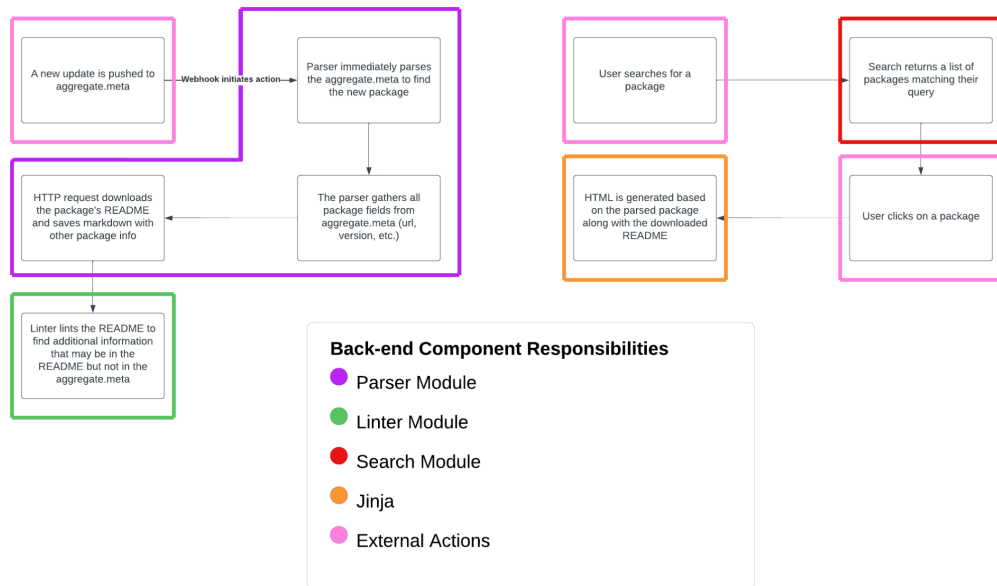 A new update is pushed to
aggregate.meta
Webhook initiates action
Parser immediately parses
the aggregate.meta to find
the new package
HTTP request downloads
the package's README
and saves markdown with
other package info
The parser gathers all
package fields from
aggregate.meta (url,
version, etc.)
Linter lints the README to
find additional information
that may be in the
README but not in the
aggregate.meta
User searches for a
package
Search returns a list of
packages matching their
query
HTML is generated based
on the parsed package
along with the downloaded
README
User clicks on a package
Back-end Component Responsibilities
Parser Module
Linter Module
Search Module
Jinja
External Actions